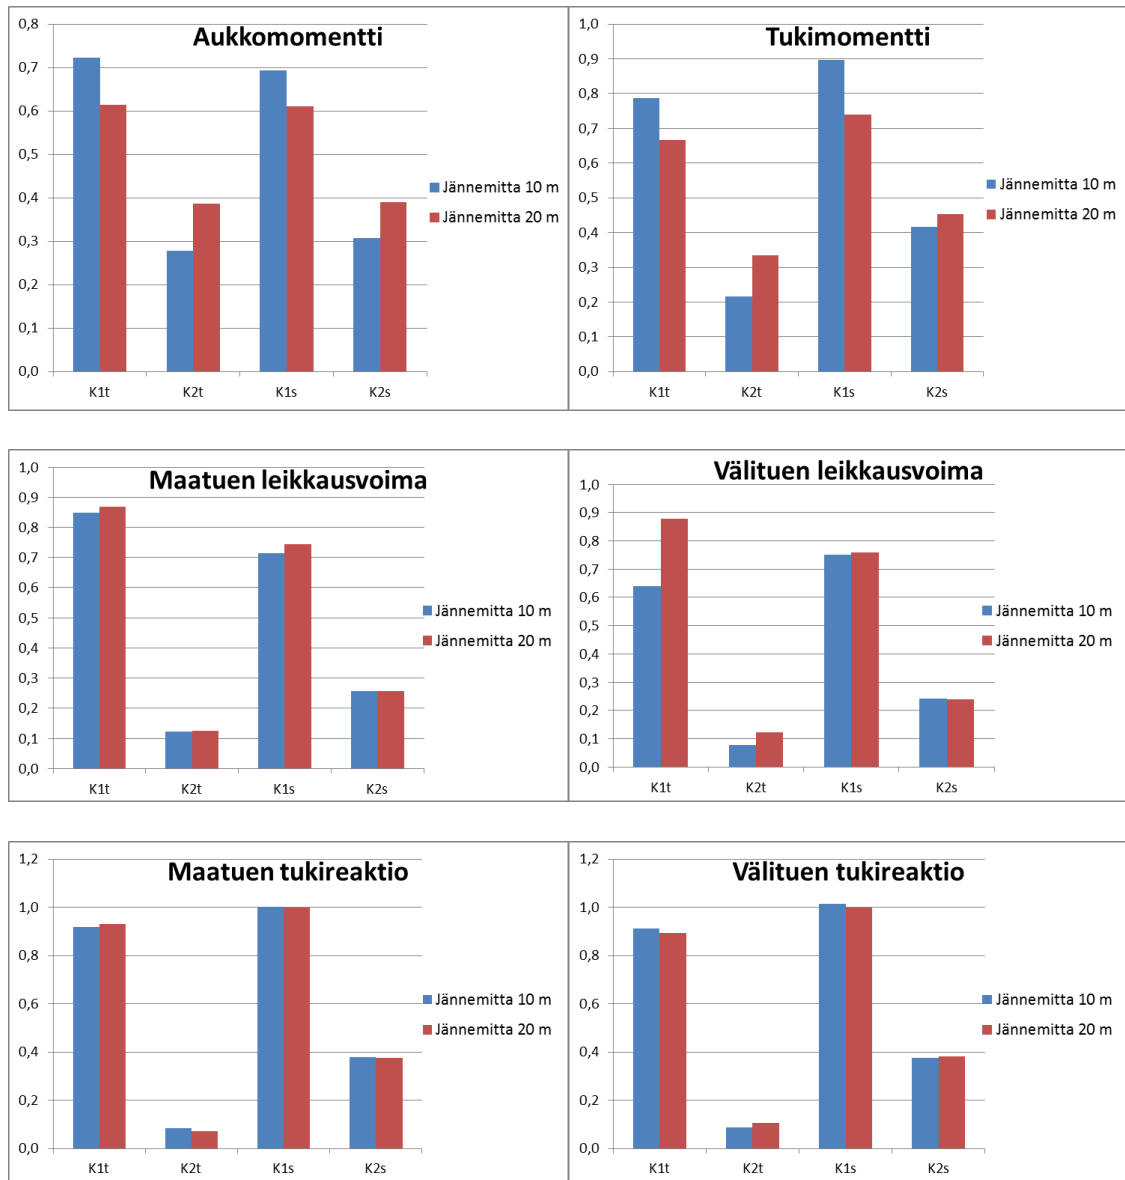 Aukkomomentti
0,8
0,7
0,6
0,5
0,4
0,3
0,2
0,1
0,0
K1t K2t K1s K2s
Jännemitta 10 m
Jännemitta 20 m
Tukimomentti
1,0
0,9
0,8
0,7
0,6
0,5
0,4
0,3
0,2
0,1
0,0
K1t K2t K1s K2s
Jännemitta 10 m
Jännemitta 20 m
Maatuen leikkausvoima
1,0
0,9
0,8
0,7
0,6
0,5
0,4
0,3
0,2
0,1
0,0
K1t K2t K1s K2s
Jännemitta 10 m
Jännemitta 20 m
Välituen leikkausvoima
1,0
0,9
0,8
0,7
0,6
0,5
0,4
0,3
0,2
0,1
0,0
K1t K2t K1s K2s
Jännemitta 10 m
Jännemitta 20 m
Maatuen tukireaktio
1,2
1,0
0,8
0,6
0,4
0,2
0,0
K1t K2t K1s K2s
Jännemitta 10 m
Jännemitta 20 m
Välituen tukireaktio
1,2
1,0
0,8
0,6
0,4
0,2
0,0
K1t K2t K1s K2s
Jännemitta 10 m
Jännemitta 20 m